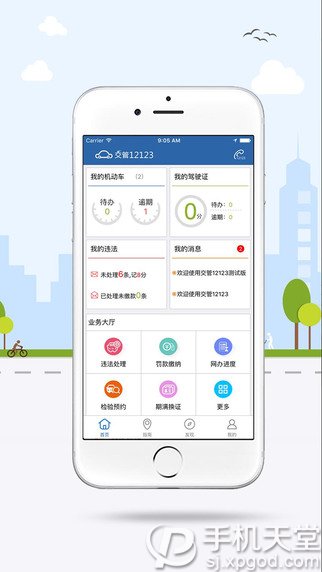 Carrier 9:05 AM
交管12123
我的机动车 (2)
待办 逾期
0 0
我的驾驶证
0分
待办: 0
逾期: 0
我的违法
未处理6条,记8分
已处理未缴款0条
我的消息 2
*欢迎使用交管12123测试版
*欢迎使用交管12123
业务大厅
违法处理 罚款缴纳 网办进度
检验预约 期满换证 更多
首页 发现 我的
手机天堂
sj.xpgod.com